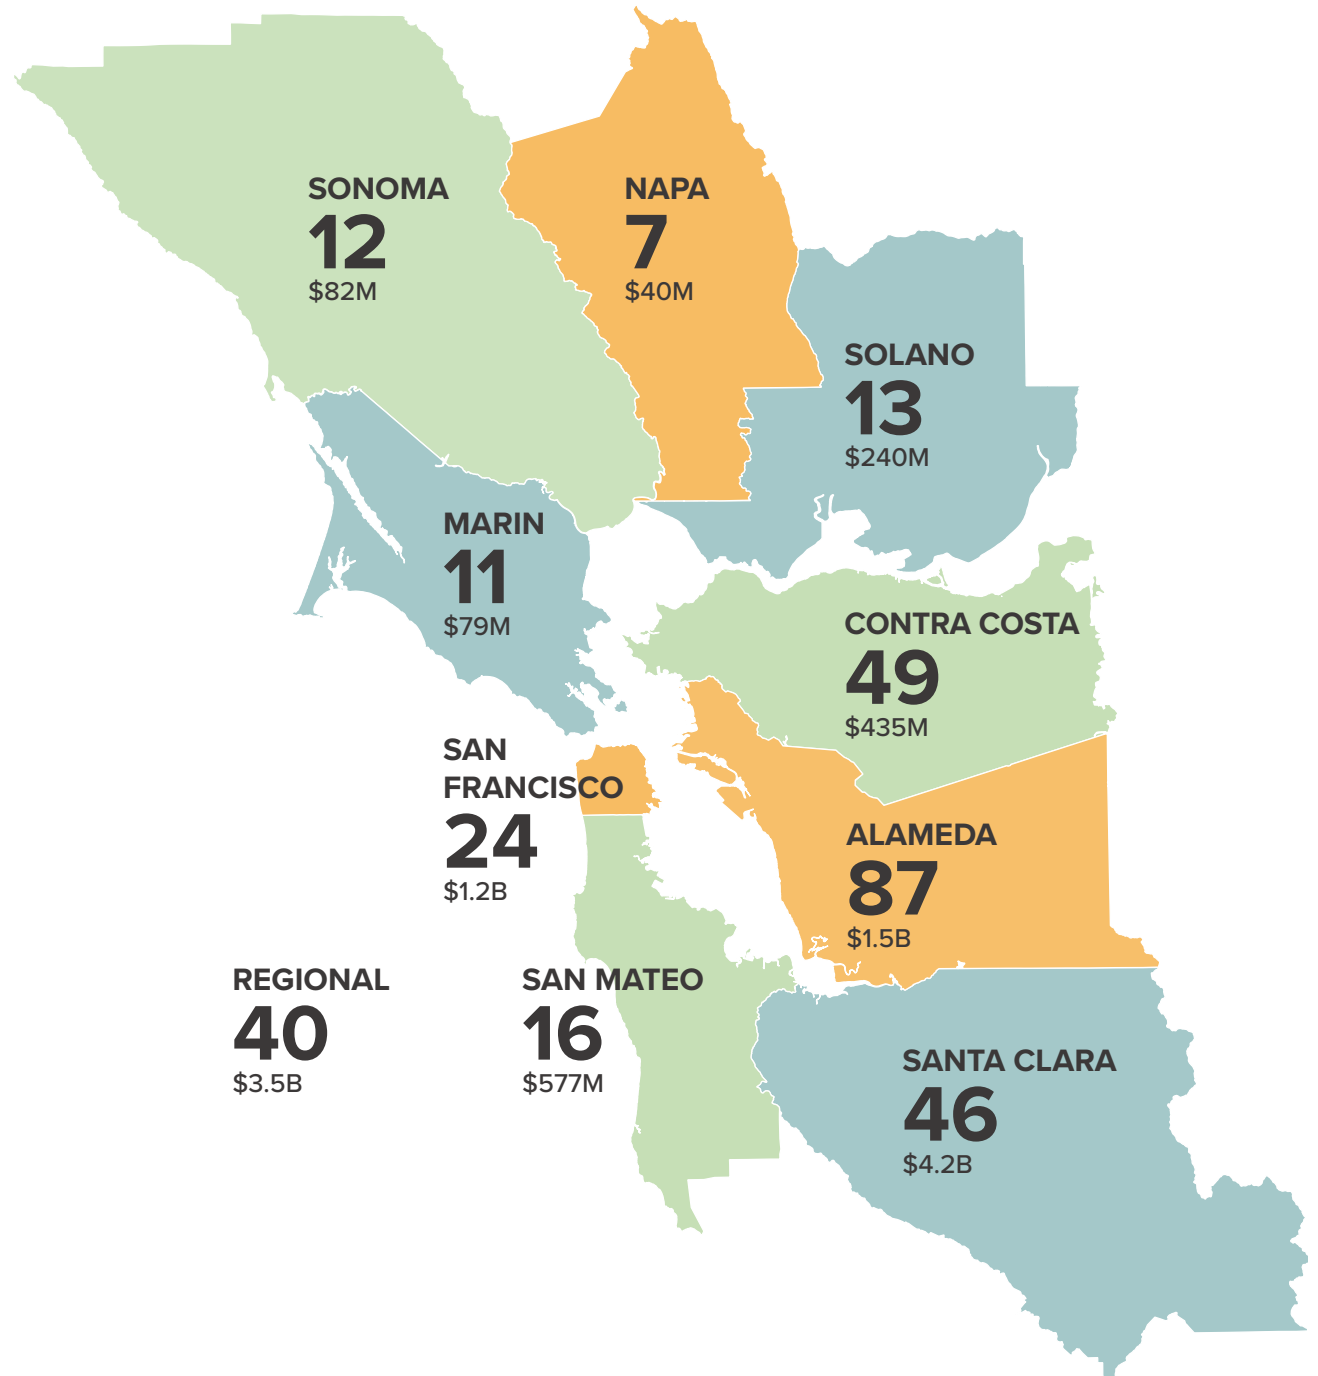 SONOMA
12
$82M
NAPA
7
$40M
SOLANO
13
$240M
MARIN
11
$79M
CONTRA COSTA
49
$435M
SAN
FRANCISCO
24
$1.2B
ALAMEDA
87
$1.5B
REGIONAL
40
$3.5B
SAN MATEO
16
$577M
SANTA CLARA
46
$4.2B